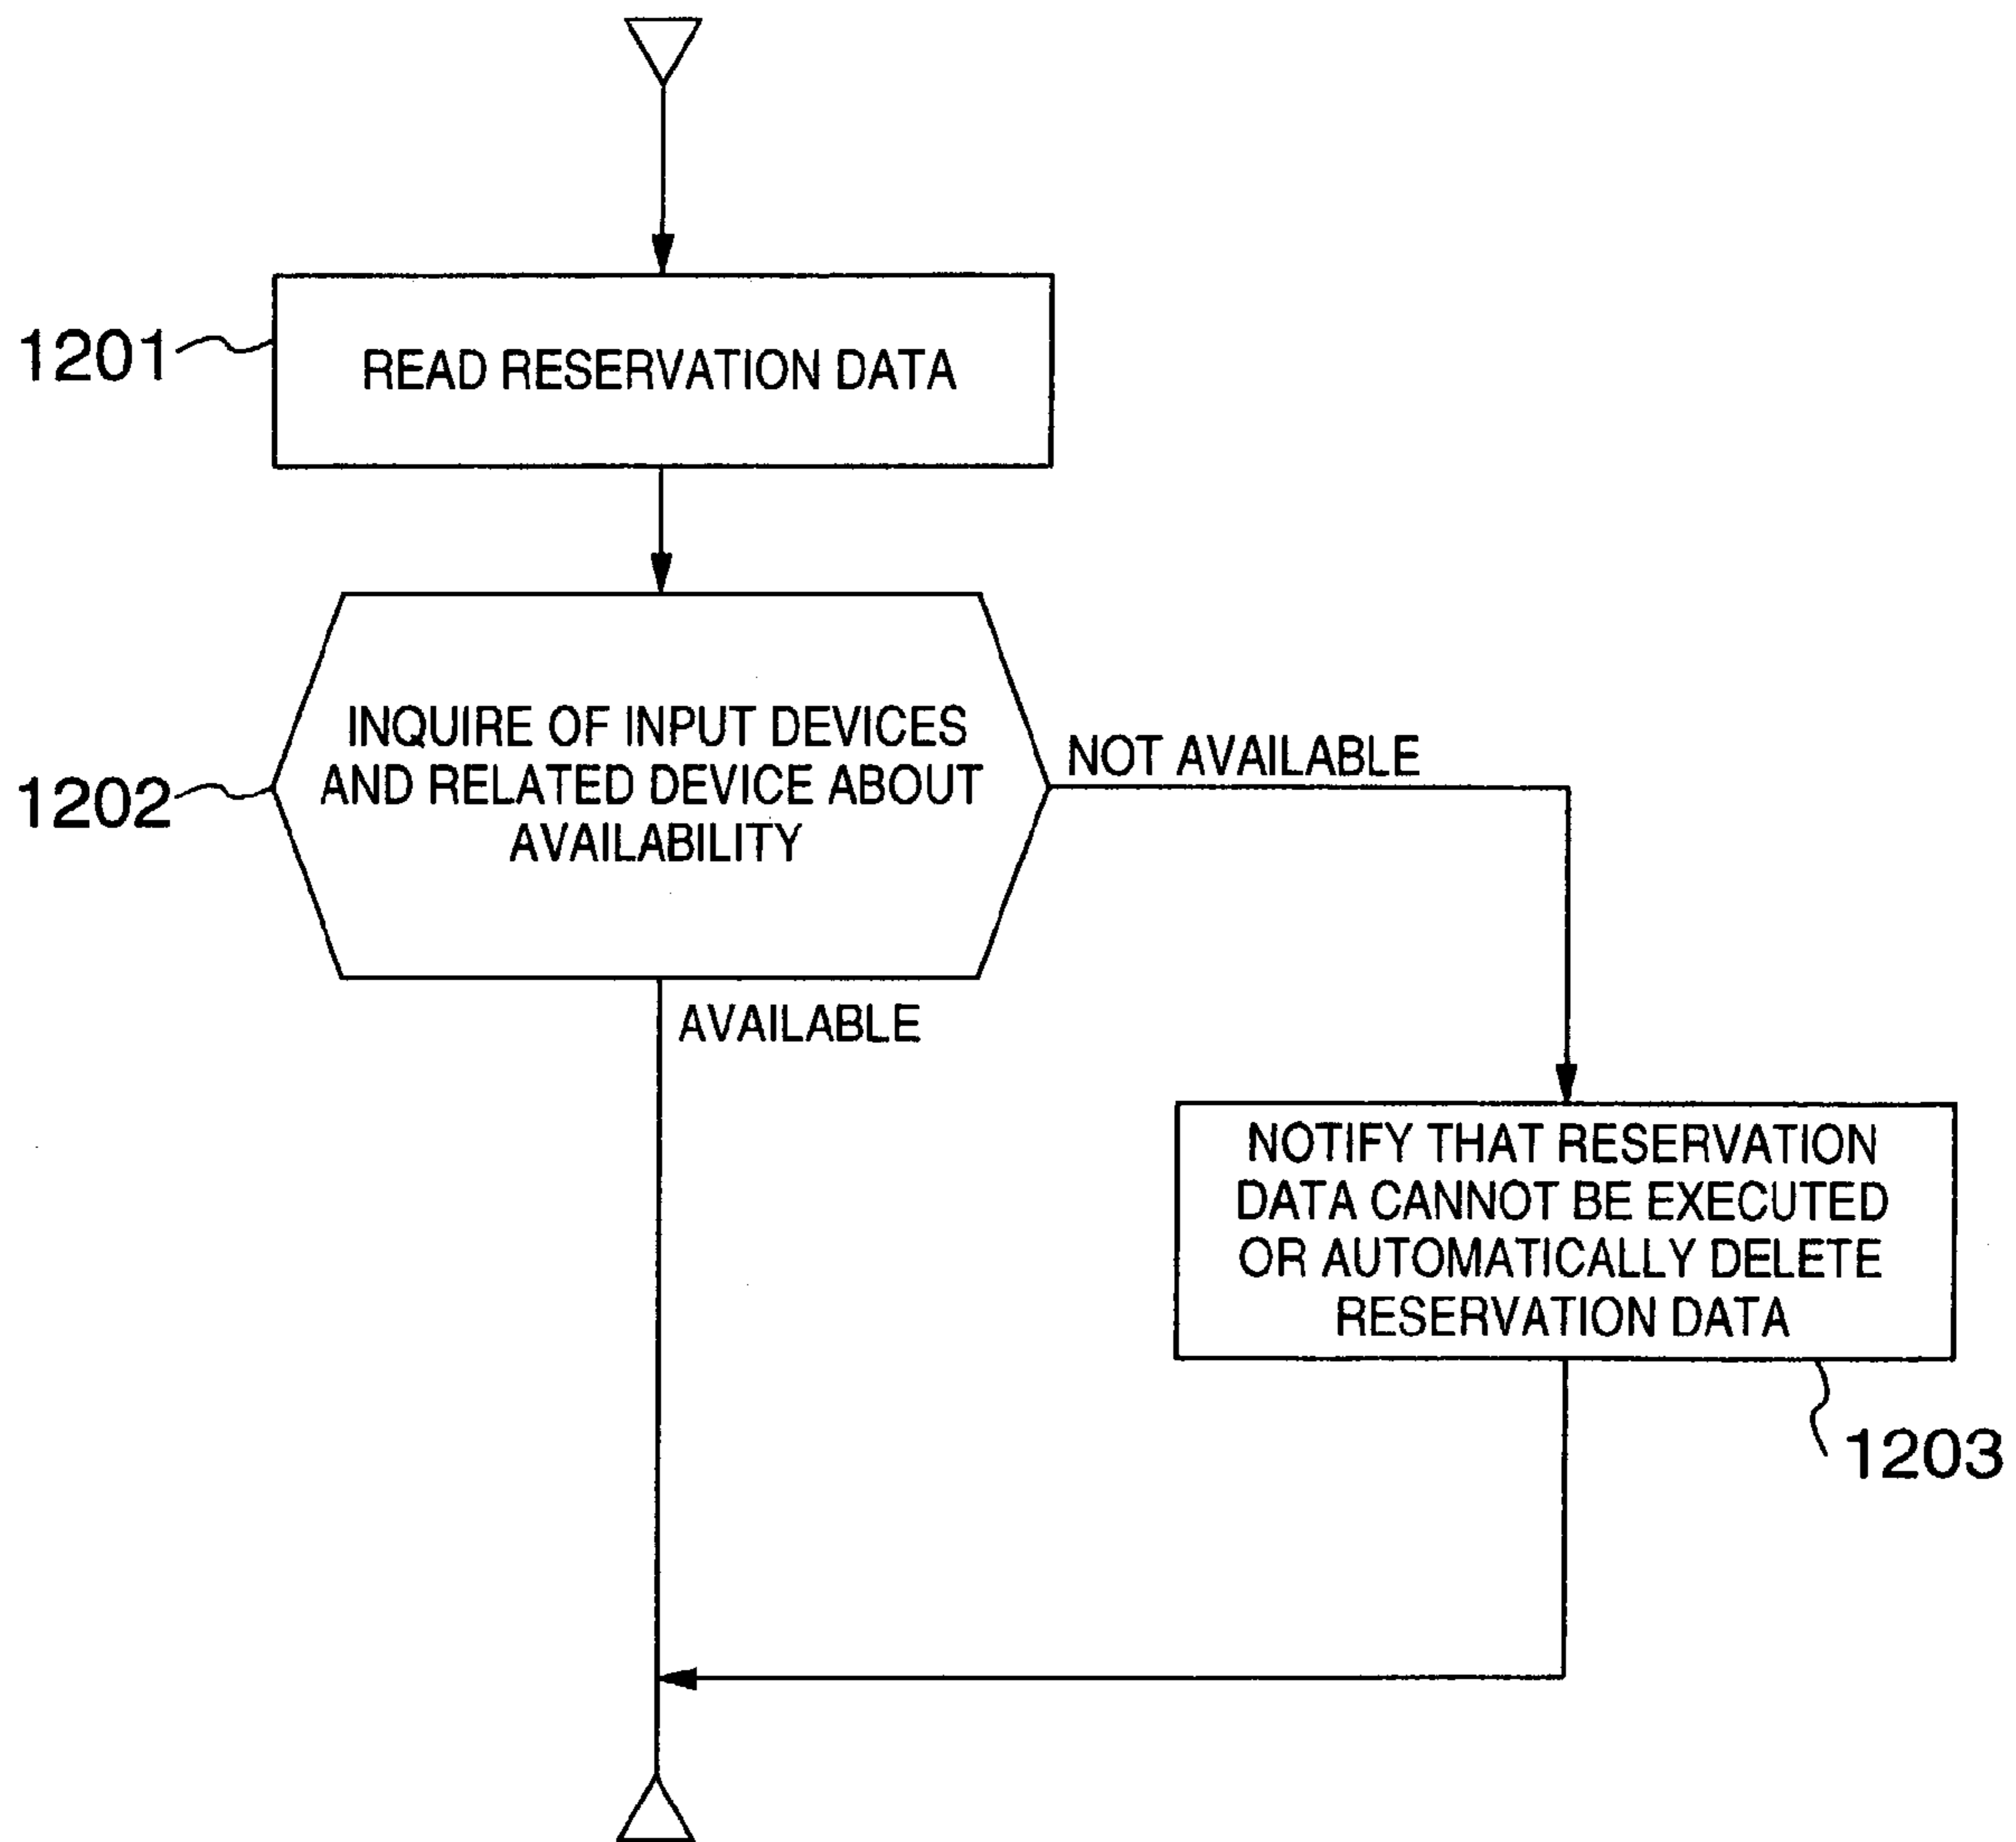 1201
READ RESERVATION DATA
1202
INQUIRE OF INPUT DEVICES
AND RELATED DEVICE ABOUT
AVAILABILITY
NOT AVAILABLE
AVAILABLE
NOTIFY THAT RESERVATION
DATA CANNOT BE EXECUTED
OR AUTOMATICALLY DELETE
RESERVATION DATA
1203